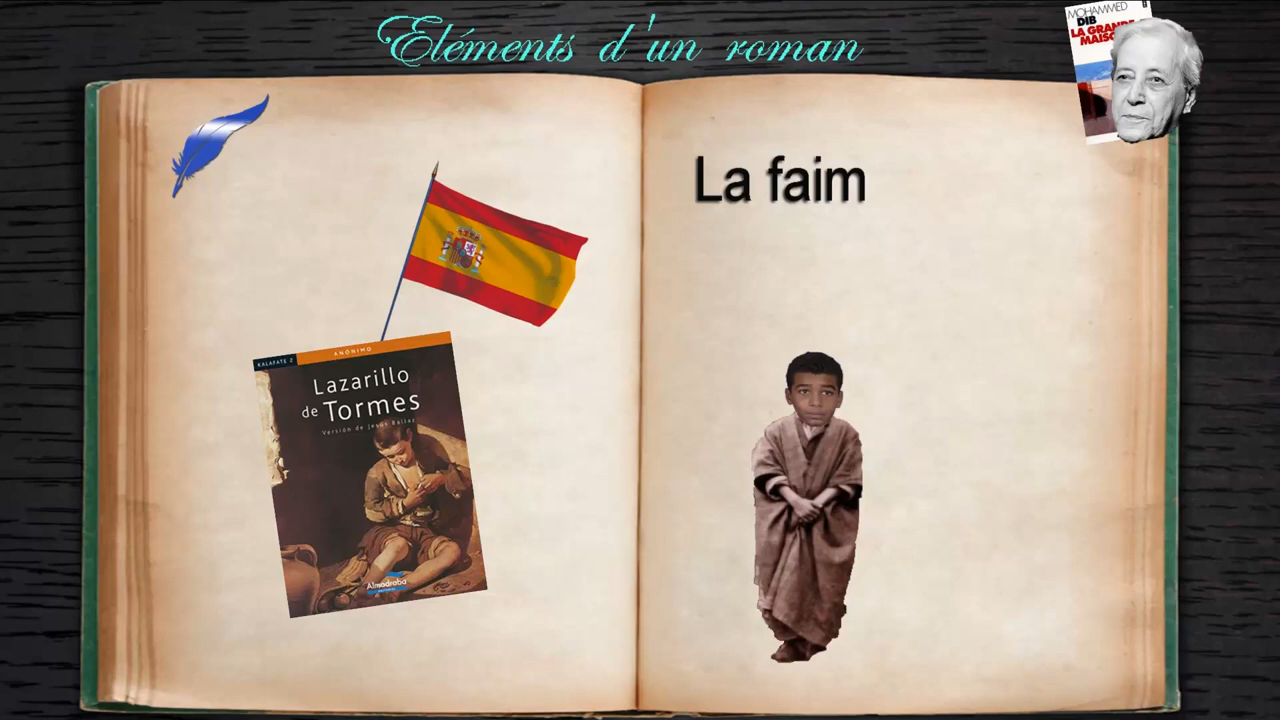 Eléments d'un roman
MOHAMMED
DIB
LA GRANDE
MAISON
La faim
KALAFATE 2
ANÓNIMO
Lazarillo
de Tormes
Versión de Jesús Ballaz
Almadraba